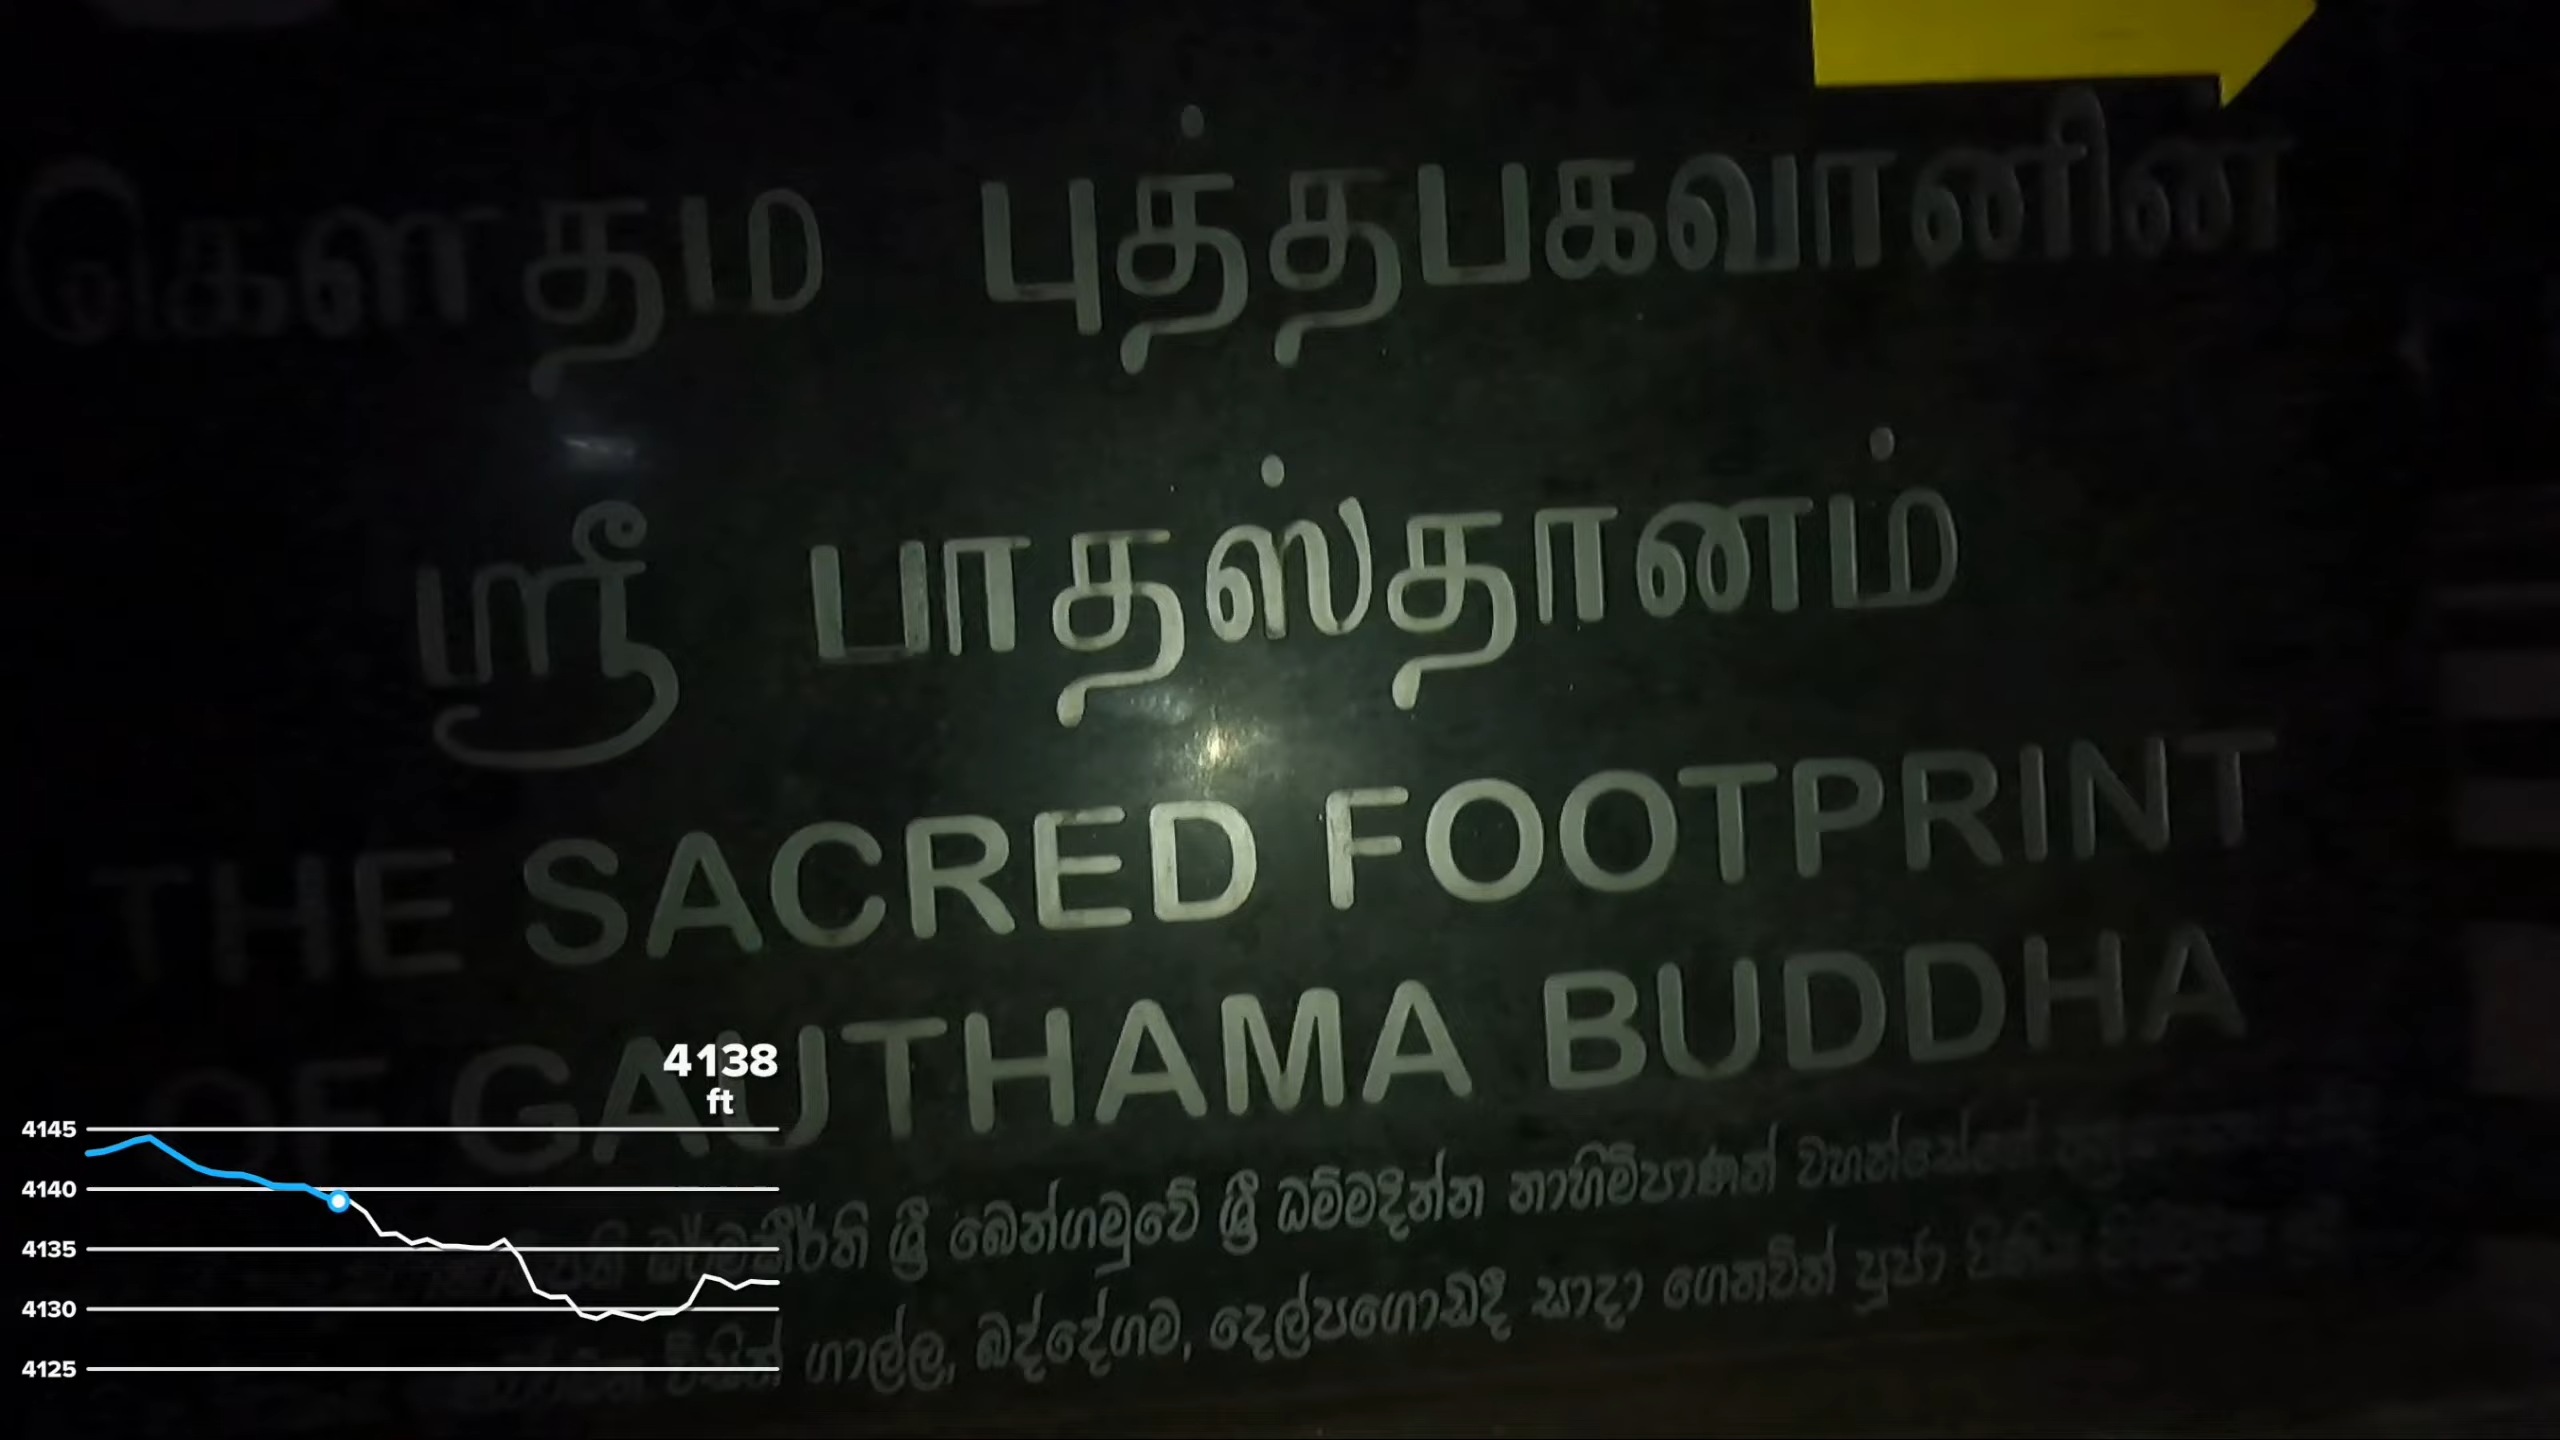 கௌதம புத்தபகவானின்
ஸ்ரீ பாதஸ்தானம்
THE SACRED FOOTPRINT
OF GAUTHAMA BUDDHA
4138
ft
4145
4140
4135
4130
4125
ශ්‍රී බෙන්ගමුවේ ශ්‍රී ධම්මදින්න නාහිමිපාණන්
විසින් ගාල්ල, බද්දේගම, දෙල්පගොඩදී සාදා ගෙනවිත් පූජා